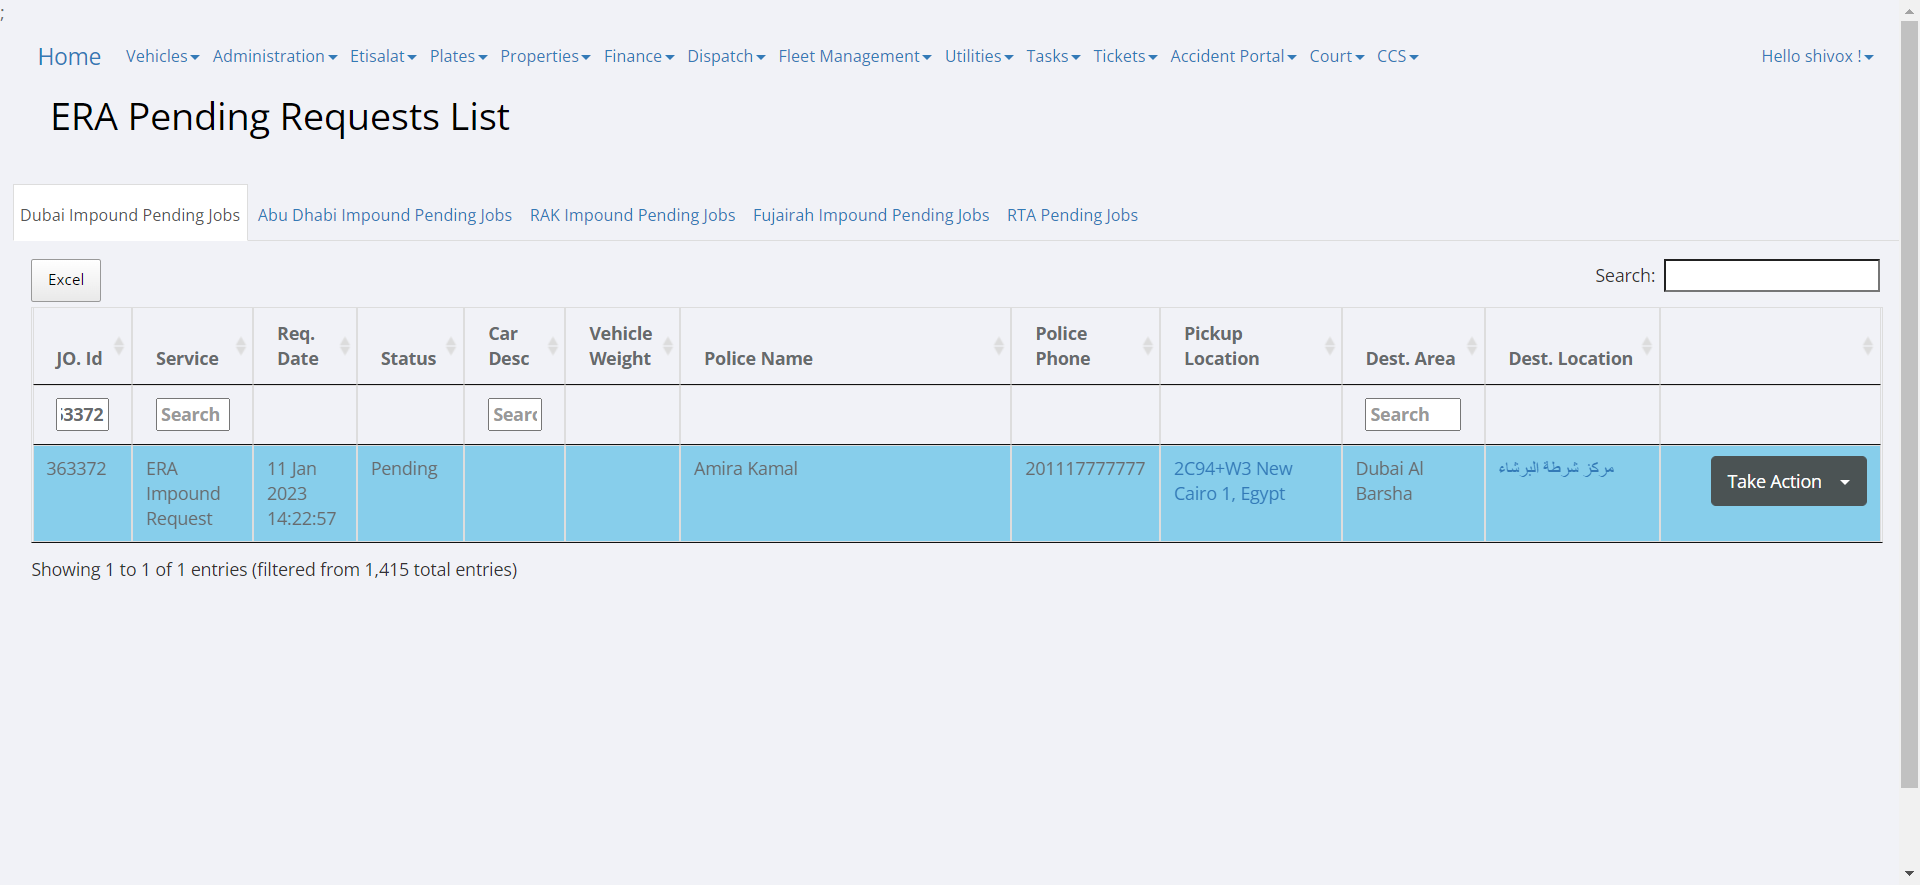 ;
Home Vehicles Administration Etisalat Plates Properties Finance Dispatch Fleet Management Utilities Tasks Tickets Accident Portal Court CCS Hello shivox !
ERA Pending Requests List
Dubai Impound Pending Jobs Abu Dhabi Impound Pending Jobs RAK Impound Pending Jobs Fujairah Impound Pending Jobs RTA Pending Jobs
Excel Search:
JO. Id Service Req. Date Status Car Desc Vehicle Weight Police Name Police Phone Pickup Location Dest. Area Dest. Location
3372 Search Searc Search
363372 ERA Impound Request 11 Jan 2023 14:22:57 Pending Amira Kamal 201117777777 2C94+W3 New Cairo 1, Egypt Dubai Al Barsha مركز شرطة البرشاء Take Action
Showing 1 to 1 of 1 entries (filtered from 1,415 total entries)